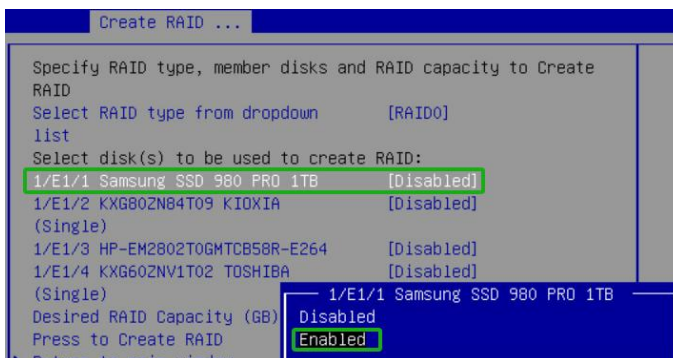 Create RAID ...
Specify RAID type, member disks and RAID capacity to Create
RAID
Select RAID type from dropdown [RAID0]
list
Select disk(s) to be used to create RAID:
1/E1/1 Samsung SSD 980 PRO 1TB [Disabled]
1/E1/2 KXG80ZN84T09 KIOXIA [Disabled]
(Single)
1/E1/3 HP-EM2802T0GMTCB58R-E264 [Disabled]
1/E1/4 KXG60ZNV1T02 TOSHIBA [Disabled]
(Single)
1/E1/1 Samsung SSD 980 PRO 1TB
Desired RAID Capacity (GB)
Disabled
Press to Create RAID
Enabled